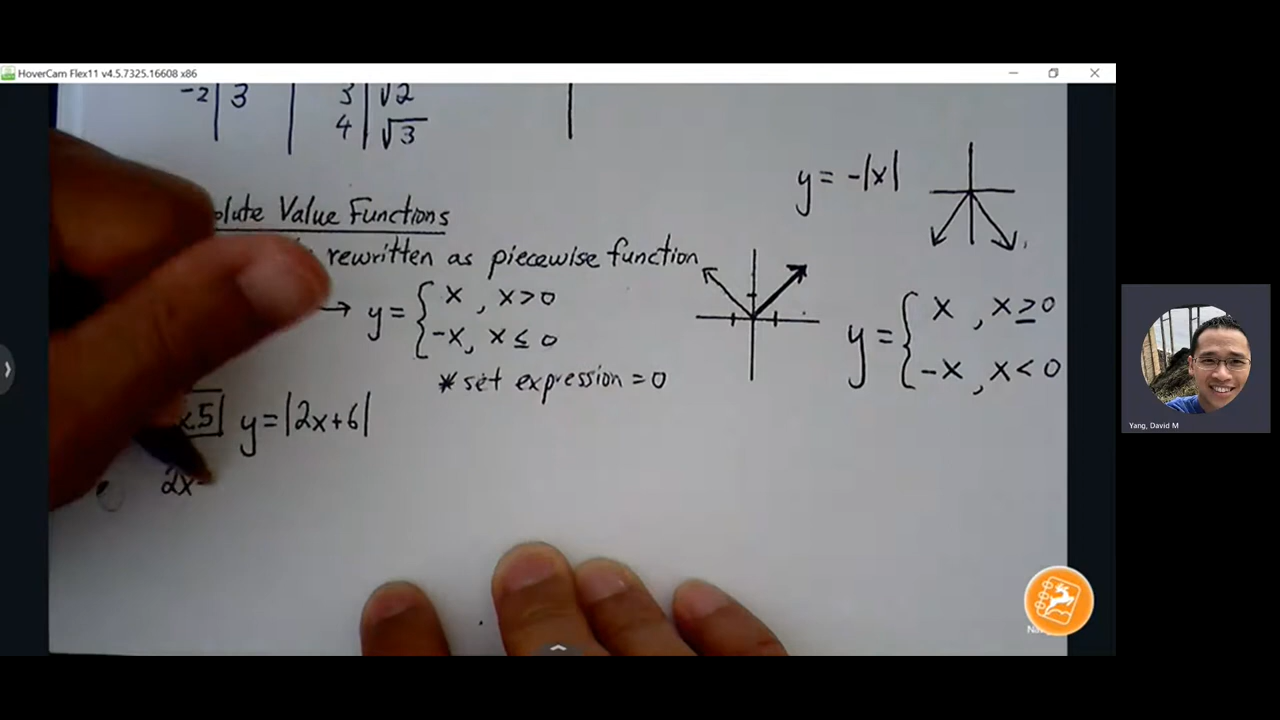 HoverCam Flex11 v4.5.7325.16608 x86
-2 3 3 √2
4 √3
y = -|x|
olute Value Functions
rewritten as piecewise function
→ y = { x , x > 0
-x, x ≤ 0
y = { x , x ≥ 0
-x , x < 0
* set expression = 0
x5 y = |2x+6|
2x
Yang, David M